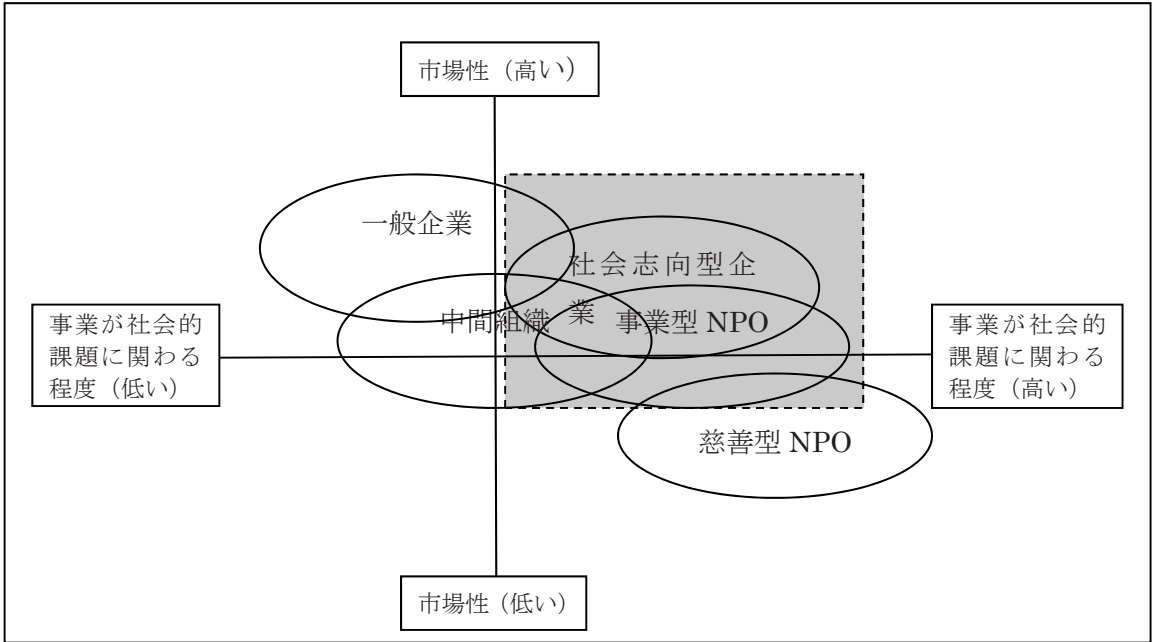 市場性（高い）
一般企業
社会志向型企
業
中間組織
事業型 NPO
事業が社会的
課題に関わる
程度（低い）
事業が社会的
課題に関わる
程度（高い）
慈善型 NPO
市場性（低い）